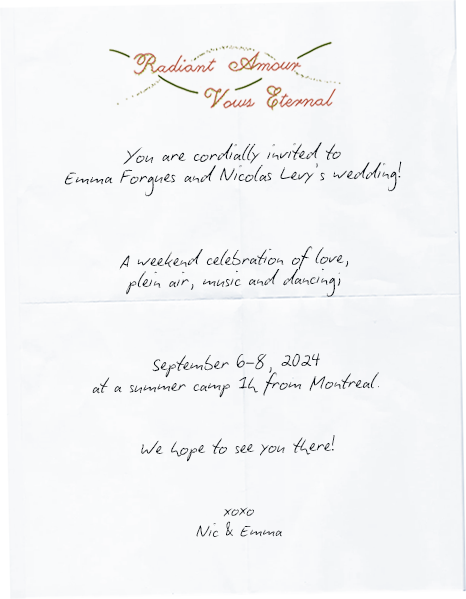 Radiant Amour
Vows Eternal
You are cordially invited to
Emma Forgues and Nicolas Levy's wedding!
A weekend celebration of love,
plein air, music and dancing;
September 6-8, 2024
at a summer camp 1h from Montreal.
We hope to see you there!
xoxo
Nic & Emma